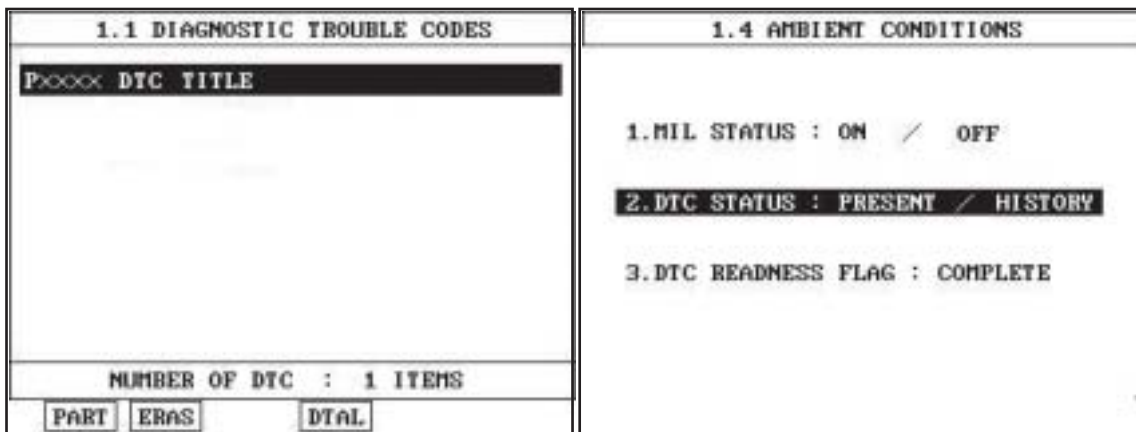 1.1 DIAGNOSTIC TROUBLE CODES
Pxxxx DTC TITLE
NUMBER OF DTC : 1 ITEMS
PART ERAS DTAL
1.4 AMBIENT CONDITIONS
1.MIL STATUS : ON / OFF
2.DTC STATUS : PRESENT / HISTORY
3.DTC READNESS FLAG : COMPLETE